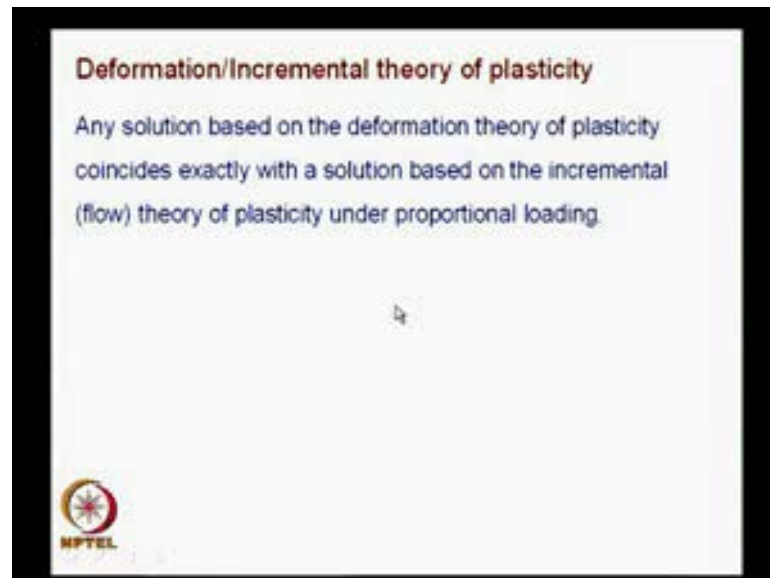 Deformation/Incremental theory of plasticity
Any solution based on the deformation theory of plasticity
coincides exactly with a solution based on the incremental
(flow) theory of plasticity under proportional loading.
NPTEL